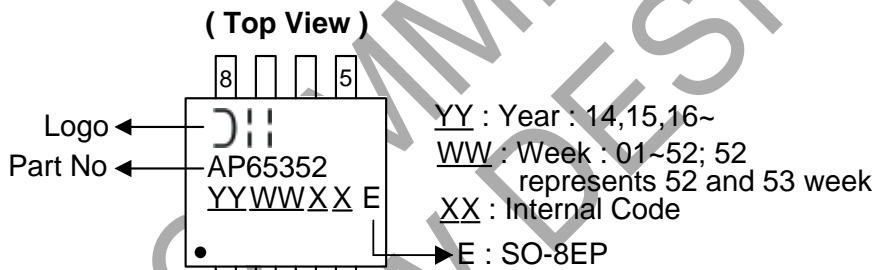 ( Top View )
8 5
Logo
Part No
AP65352
YYWWXX E
YY : Year : 14,15,16~
WW : Week : 01~52; 52
represents 52 and 53 week
XX : Internal Code
E : SO-8EP